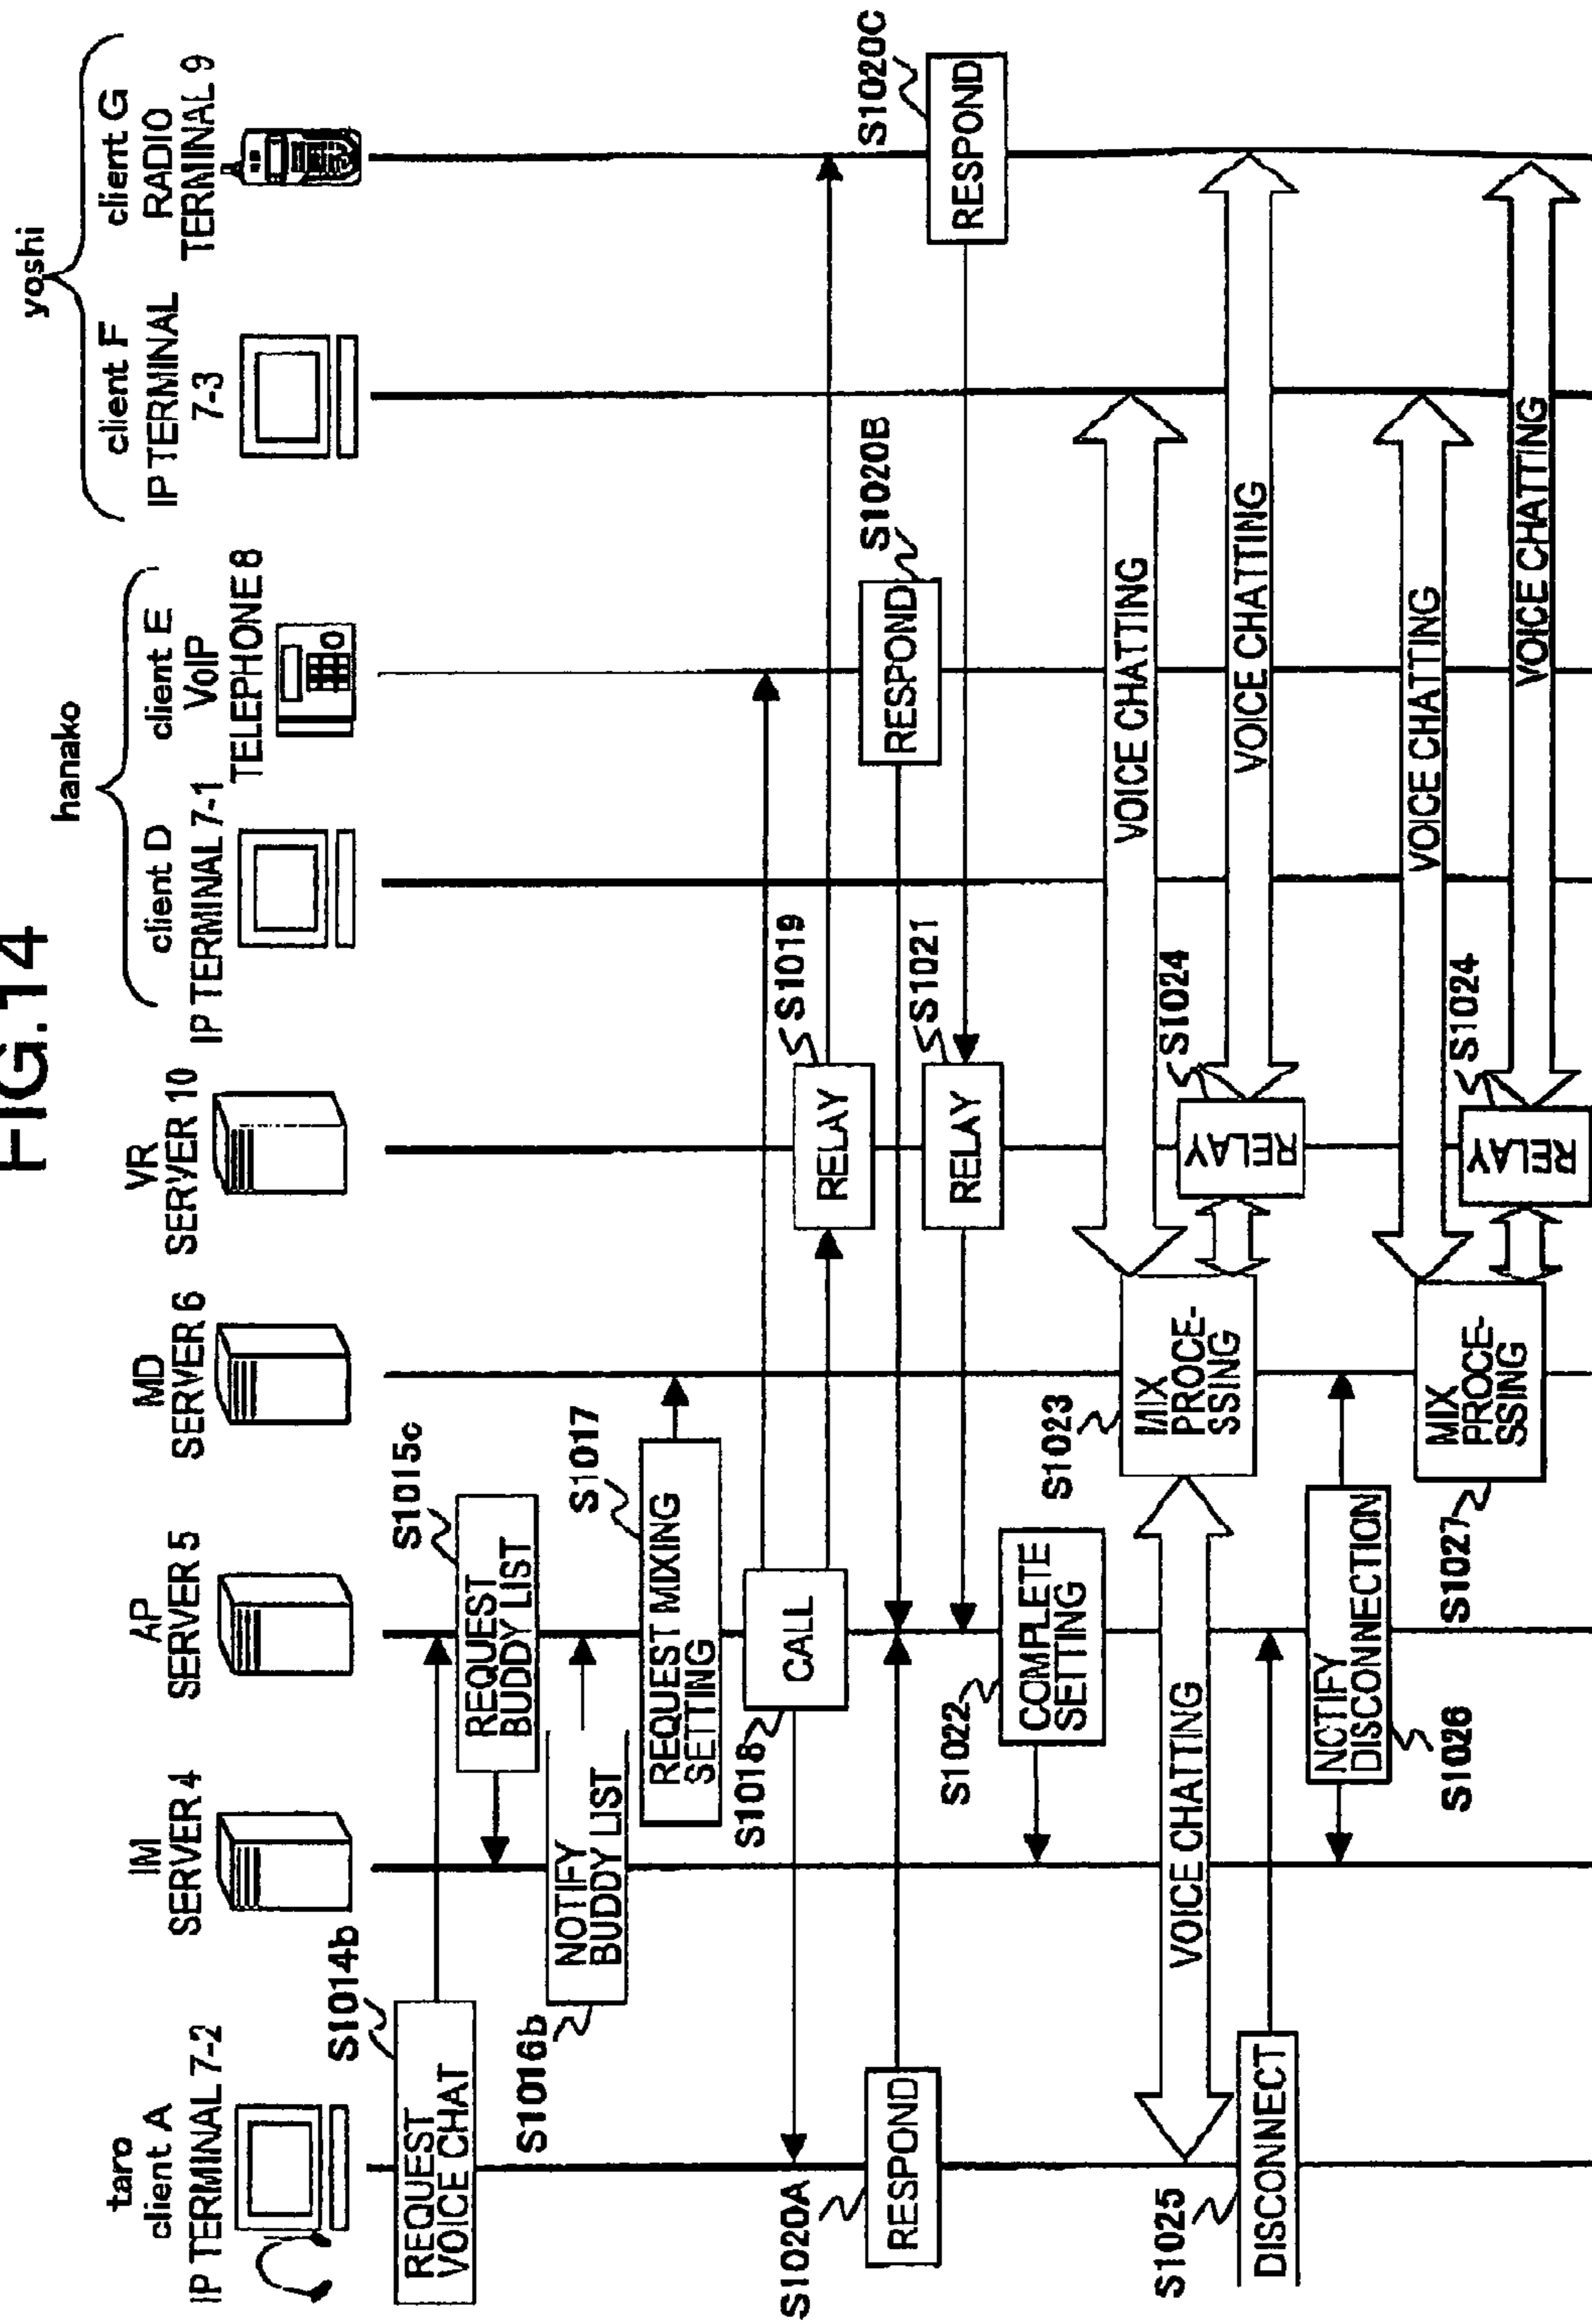 FIG.14
taro
client A
IP TERMINAL 7-2
IM
SERVER 4
AP
SERVER 5
MD
SERVER 6
VR
SERVER 10
hanako
client D
IP TERMINAL 7-1
client E
VoIP
TELEPHONE 8
yoshi
client F
IP TERMINAL
7-3
client G
RADIO
TERMINAL 9
REQUEST
VOICE CHAT
S1014b
REQUEST
BUDDY LIST
S1015c
NOTIFY
BUDDY LIST
S1016b
REQUEST MIXING
SETTING
S1017
CALL
S1018
RELAY
S1019
RESPOND
S1020A
RESPOND
S1020B
RESPOND
S1020C
RELAY
S1021
COMPLETE
SETTING
S1022
VOICE CHATTING
MIX
PROCE-
SSING
S1023
VOICE CHATTING
RELAY
S1024
VOICE CHATTING
DISCONNECT
S1025
NOTIFY
DISCONNECTION
S1026
MIX
PROCE-
SSING
S1027
VOICE CHATTING
RELAY
S1024
VOICE CHATTING